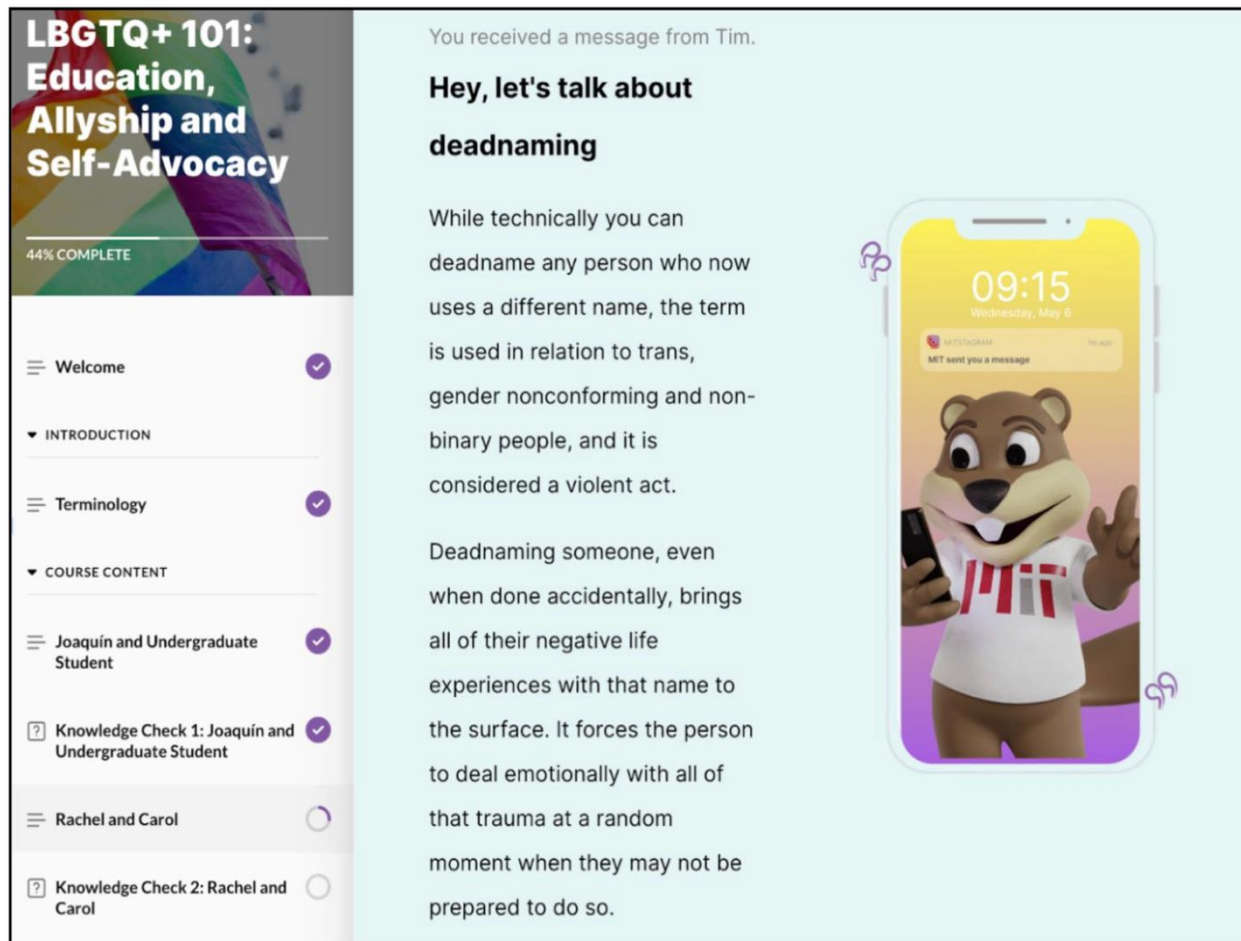 LBGTQ+ 101:
Education,
Allyship and
Self-Advocacy
44% COMPLETE
Welcome
INTRODUCTION
Terminology
COURSE CONTENT
Joaquín and Undergraduate
Student
Knowledge Check 1: Joaquín and
Undergraduate Student
Rachel and Carol
Knowledge Check 2: Rachel and
Carol
You received a message from Tim.
Hey, let's talk about
deadnaming
While technically you can
deadname any person who now
uses a different name, the term
is used in relation to trans,
gender nonconforming and non-
binary people, and it is
considered a violent act.
Deadnaming someone, even
when done accidentally, brings
all of their negative life
experiences with that name to
the surface. It forces the person
to deal emotionally with all of
that trauma at a random
moment when they may not be
prepared to do so.
09:15
Wednesday, May 6
MITSTAGRAM 1m ago
MIT sent you a message
MIT